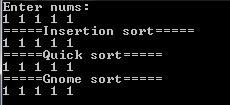 Enter nums:
1 1 1 1 1
=====Insertion sort=====
1 1 1 1 1
=====Quick sort=====
1 1 1 1 1
=====Gnome sort=====
1 1 1 1 1